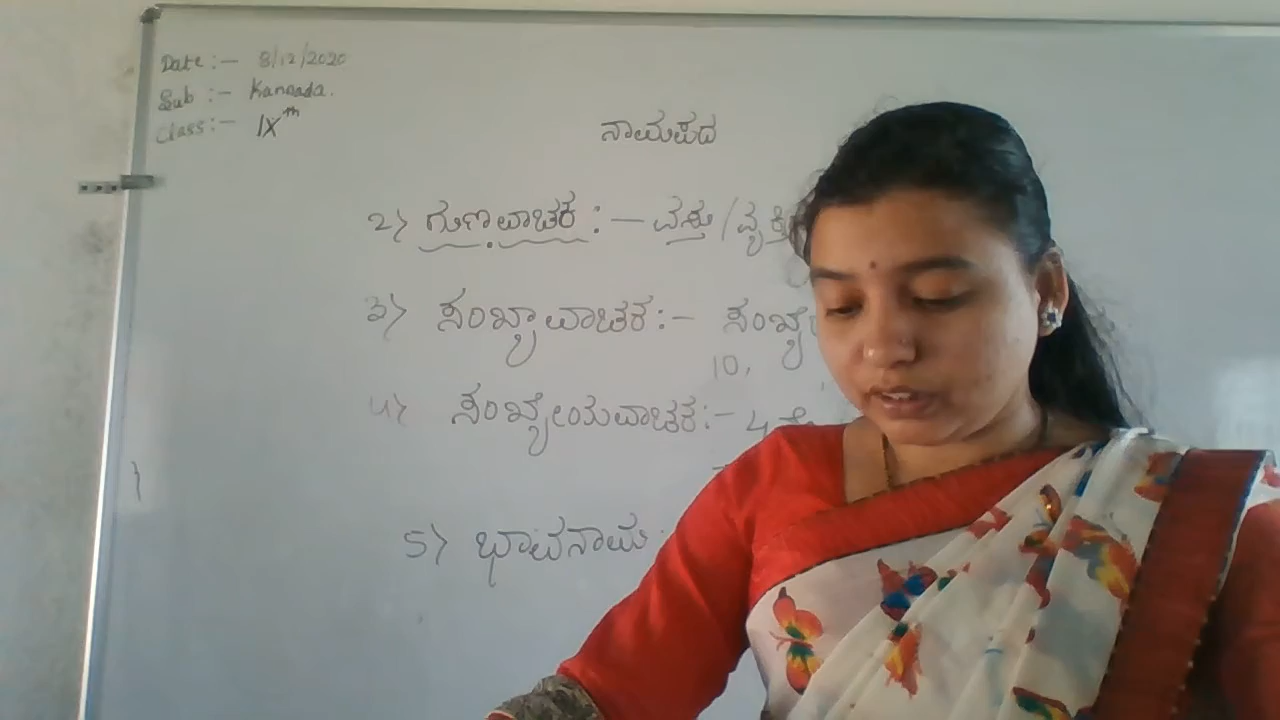 Date :- 8/12/2020
Sub :- Kannada.
Class:- IXth
ನಾಮಪದ
2) ಗುಣವಾಚಕ :- ವಸ್ತು / ವ್ಯಕ್ತಿ
3) ಸಂಖ್ಯಾವಾಚಕ:- ಸಂಖ್ಯೆ
10,
4) ಸಂಖ್ಯೇಯವಾಚಕ:- 4ನೇ
5) ಭಾವನಾಮ :